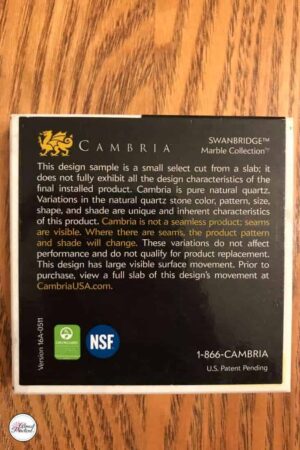 SWANBRIDGE™
CAMBRIA Marble Collection™
This design sample is a small select cut from a slab; it
does not fully exhibit all the design characteristics of the
final installed product. Cambria is pure natural quartz.
Variations in the natural quartz stone color, pattern, size,
shape, and shade are unique and inherent characteristics
of this product. Cambria is not a seamless product; seams
are visible. Where there are seams, the product pattern
and shade will change. These variations do not affect
performance and do not qualify for product replacement.
This design has large visible surface movement. Prior to
purchase, view a full slab of this design's movement at
CambriaUSA.com.
Version 16A-0511
NSF
1-866-CAMBRIA
U.S. Patent Pending